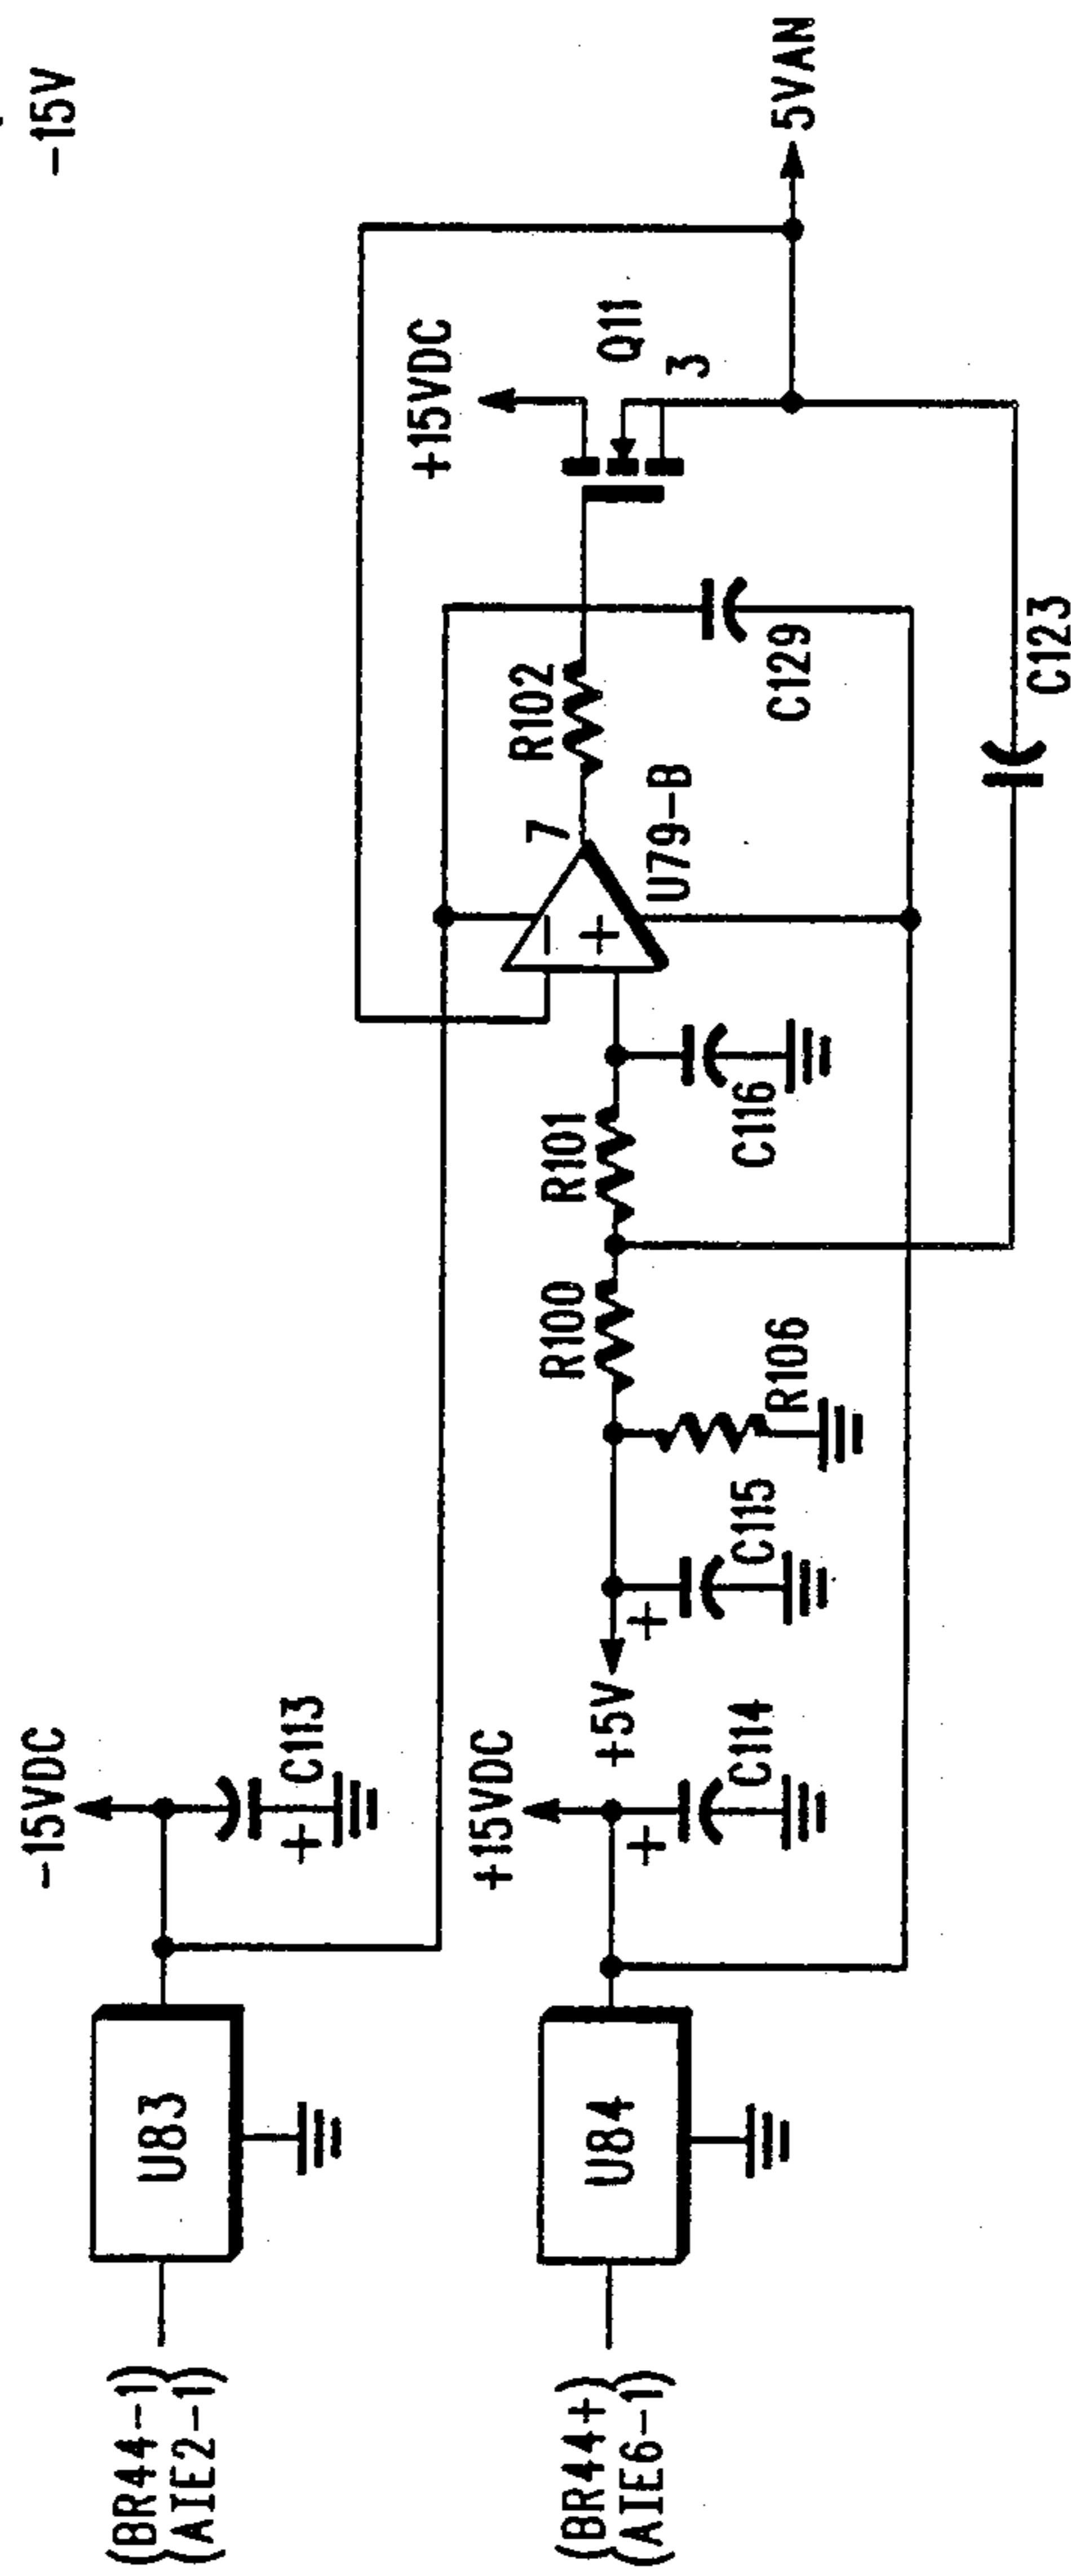 -15V
-15VDC
C113
U83
(BR44-1)
(AIE2-1)
+15VDC
+
C114
+
U84
(BR44+)
(AIE6-1)
+5V
+
C115
R106
R100
R101
C116
-
+
7
U79-B
R102
C129
C123
+15VDC
Q11
3
5VAN